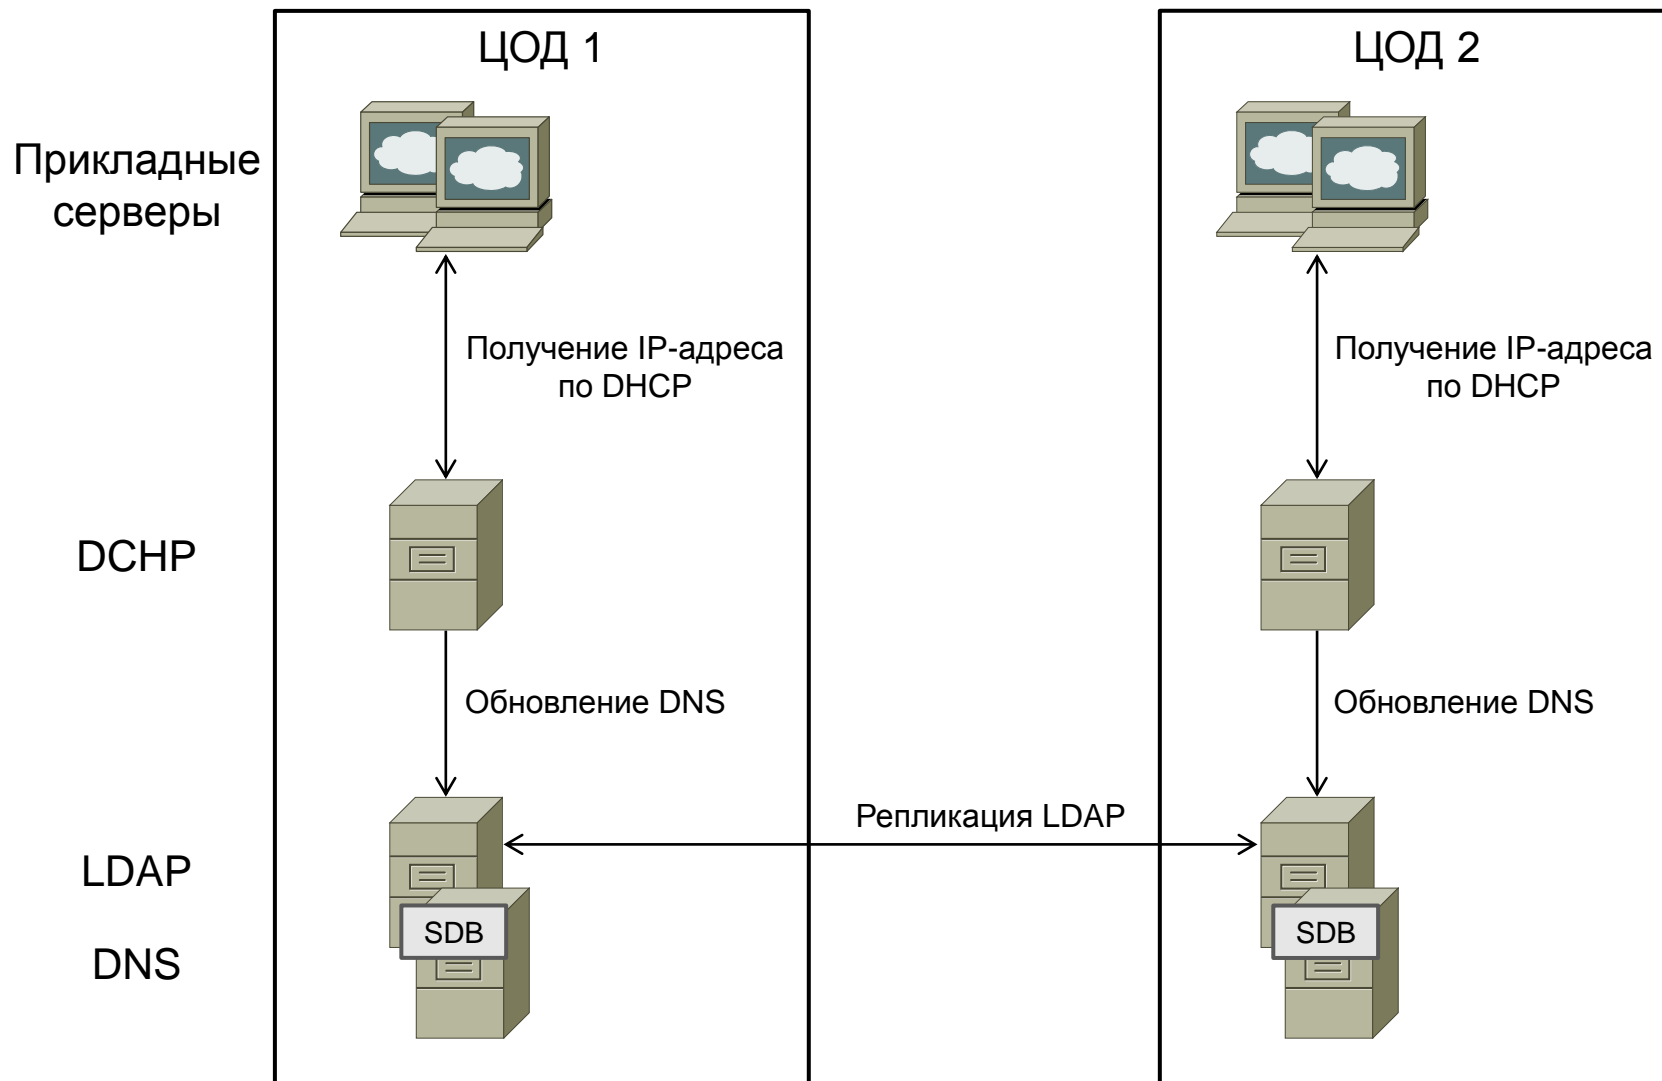 ЦОД 1
ЦОД 2
Прикладные
серверы
Получение IP-адреса
по DHCP
Получение IP-адреса
по DHCP
DCHP
Обновление DNS
Обновление DNS
Репликация LDAP
LDAP
SDB
SDB
DNS